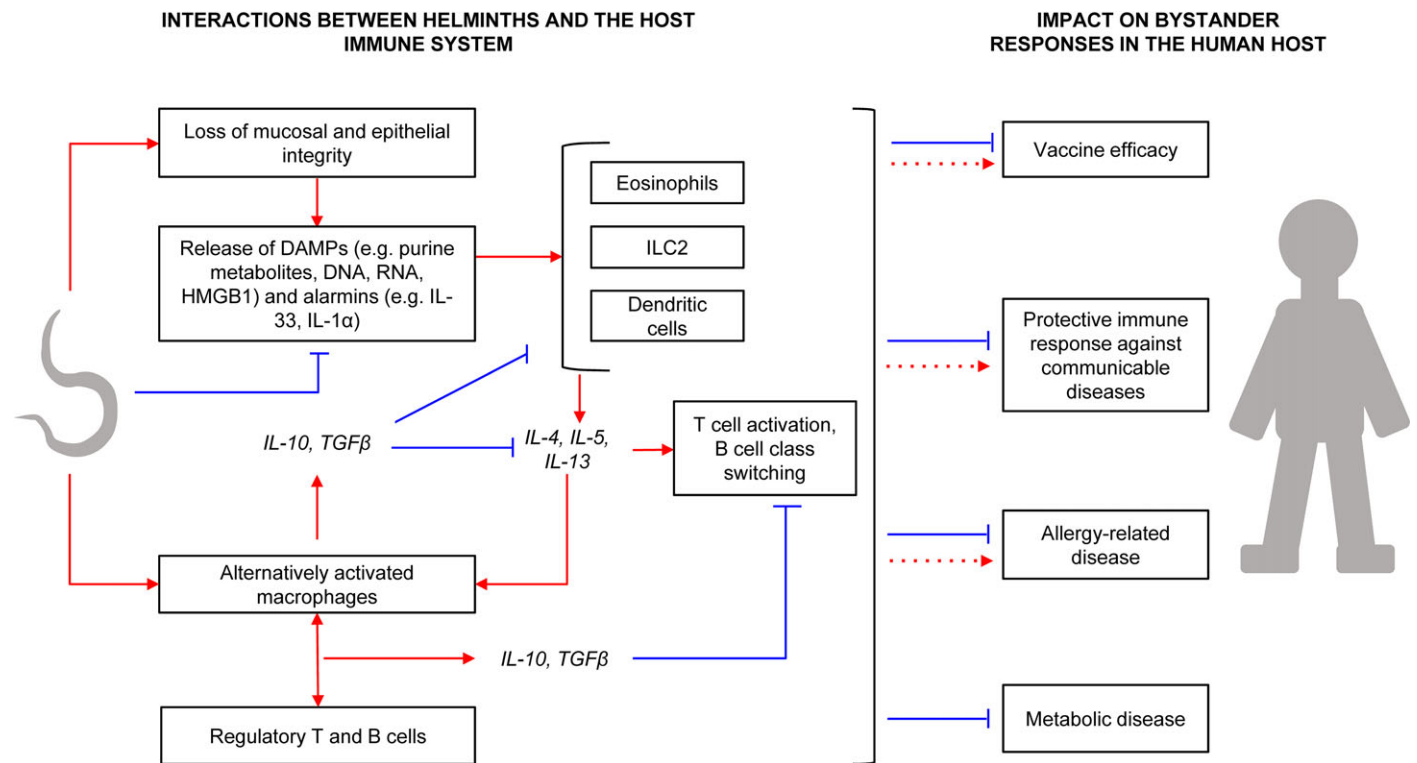 INTERACTIONS BETWEEN HELMINTHS AND THE HOST
IMMUNE SYSTEM
IMPACT ON BYSTANDER
RESPONSES IN THE HUMAN HOST
Loss of mucosal and epithelial
integrity
Release of DAMPs (e.g. purine
metabolites, DNA, RNA,
HMGB1) and alarmins (e.g. IL-
33, IL-1α)
Eosinophils
ILC2
Dendritic
cells
IL-10, TGFβ
IL-4, IL-5,
IL-13
T cell activation,
B cell class
switching
Alternatively activated
macrophages
IL-10, TGFβ
Regulatory T and B cells
Vaccine efficacy
Protective immune
response against
communicable
diseases
Allergy-related
disease
Metabolic disease